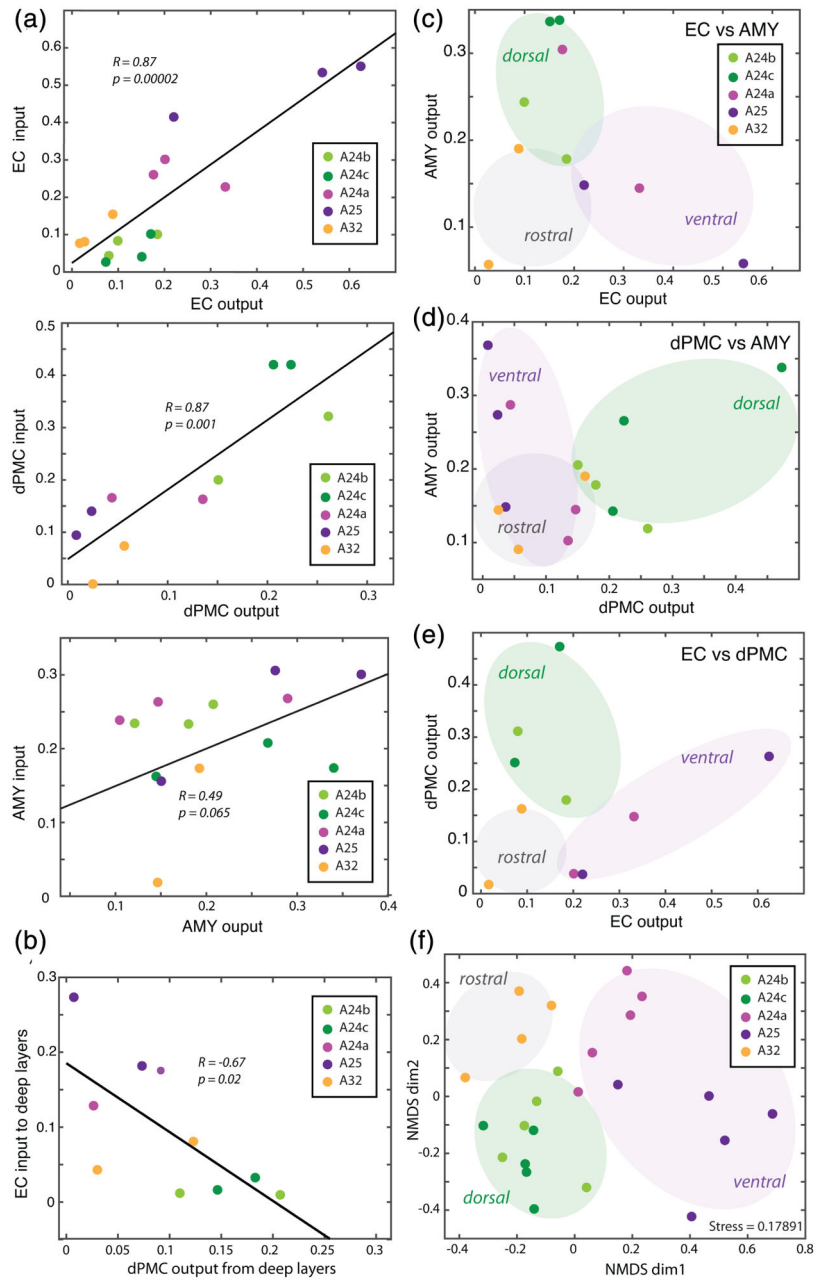 (a)
0.6
0.5
0.4
0.3
0.2
0.1
0
EC input
R = 0.87
p = 0.00002
A24b
A24c
A24a
A25
A32
0 0.1 0.2 0.3 0.4 0.5 0.6
EC output
0.5
0.4
0.3
0.2
0.1
0
dPMC input
R = 0.87
p = 0.001
A24b
A24c
A24a
A25
A32
0 0.1 0.2 0.3
dPMC output
0.3
0.2
0.1
0
AMY input
R = 0.49
p = 0.065
A24b
A24c
A24a
A25
A32
0.1 0.2 0.3 0.4
AMY ouput
(b)
0.3
0.2
0.1
0
EC input to deep layers
R = -0.67
p = 0.02
A24b
A24c
A24a
A25
A32
0 0.05 0.1 0.15 0.2 0.25 0.3
dPMC output from deep layers
(c)
EC vs AMY
0.3
0.2
0.1
AMY output
dorsal
rostral
ventral
A24b
A24c
A24a
A25
A32
0 0.1 0.2 0.3 0.4 0.5 0.6
EC ouput
(d)
dPMC vs AMY
0.4
0.3
0.2
0.1
AMY output
ventral
dorsal
rostral
0 0.1 0.2 0.3 0.4
dPMC output
(e)
EC vs dPMC
0.4
0.3
0.2
0.1
0
dPMC output
dorsal
ventral
rostral
0 0.1 0.2 0.3 0.4 0.5 0.6
EC output
(f)
0.4
0.2
0
-0.2
-0.4
NMDS dim2
rostral
dorsal
ventral
A24b
A24c
A24a
A25
A32
Stress = 0.17891
-0.4 -0.2 0 0.2 0.4 0.6 0.8
NMDS dim1